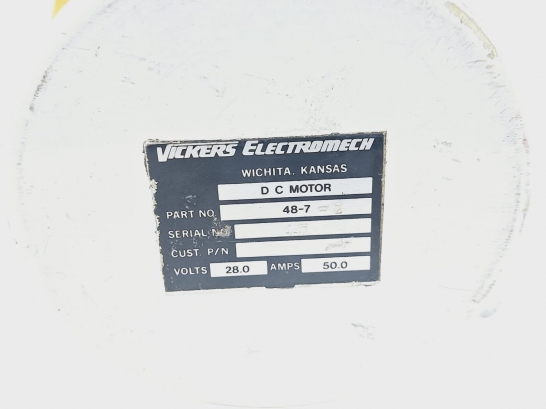 VICKERS ELECTROMECH
WICHITA, KANSAS
D C MOTOR
PART NO. 48-7
SERIAL NO.
CUST. P/N
VOLTS 28.0 AMPS 50.0